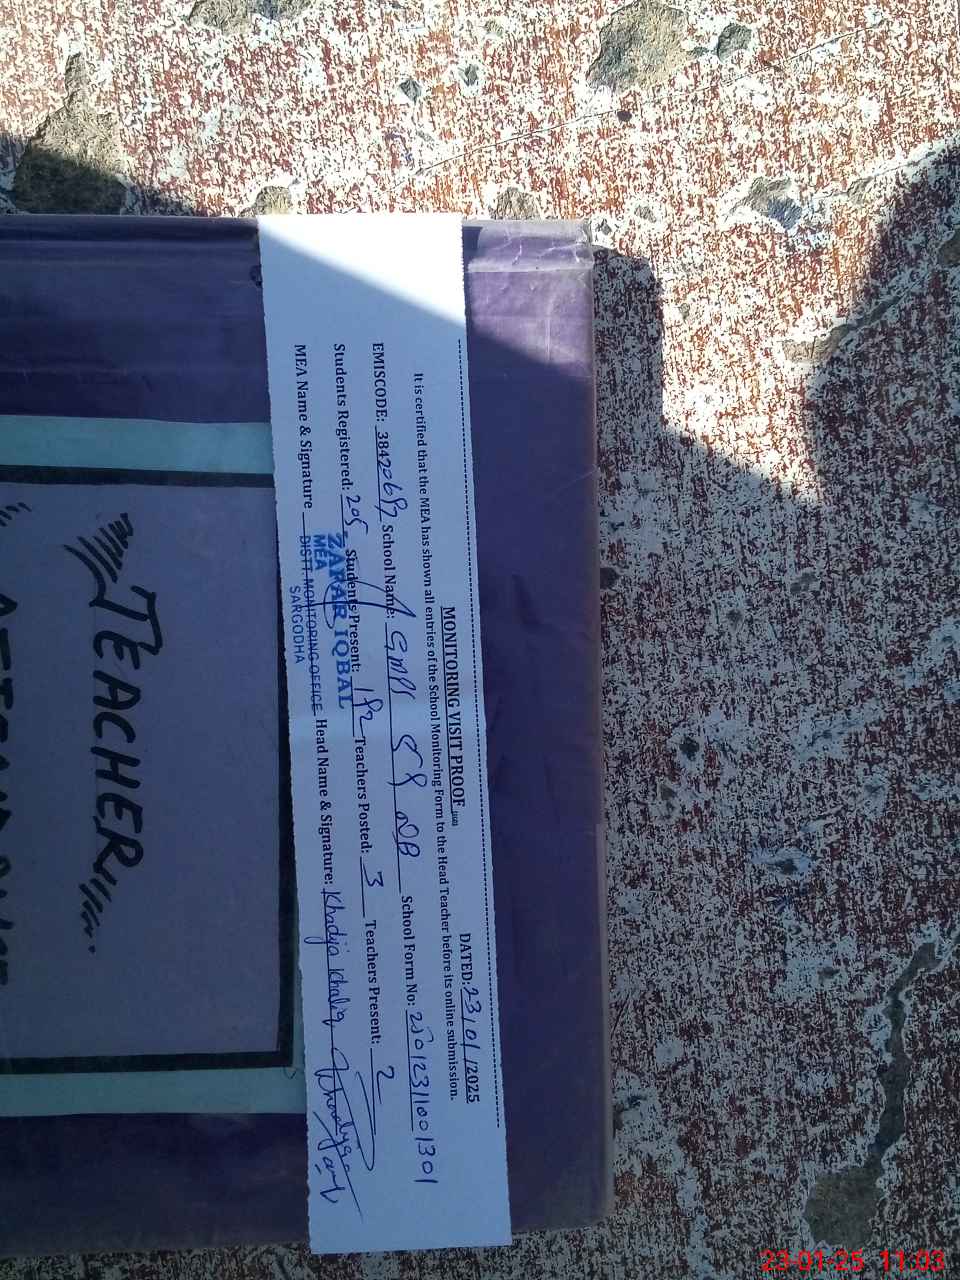 MONITORING VISIT PROOF
DATED: 23/01/2025
It is certified that the MEA has shown all entries of the School Monitoring Form to the Head Teacher before its online submission.
EMISCODE: School Name: GMPS NB School Form No:
Students Registered: 205 Students Present: 182 Teachers Posted: 3 Teachers Present: 2
MEA Name & Signature Head Name & Signature: Khadija Khaliq
ZAFAR IQBAL
MEA
DISTT. MONITORING OFFICE
SARGODHA
TEACHER
23-01-25 11:03